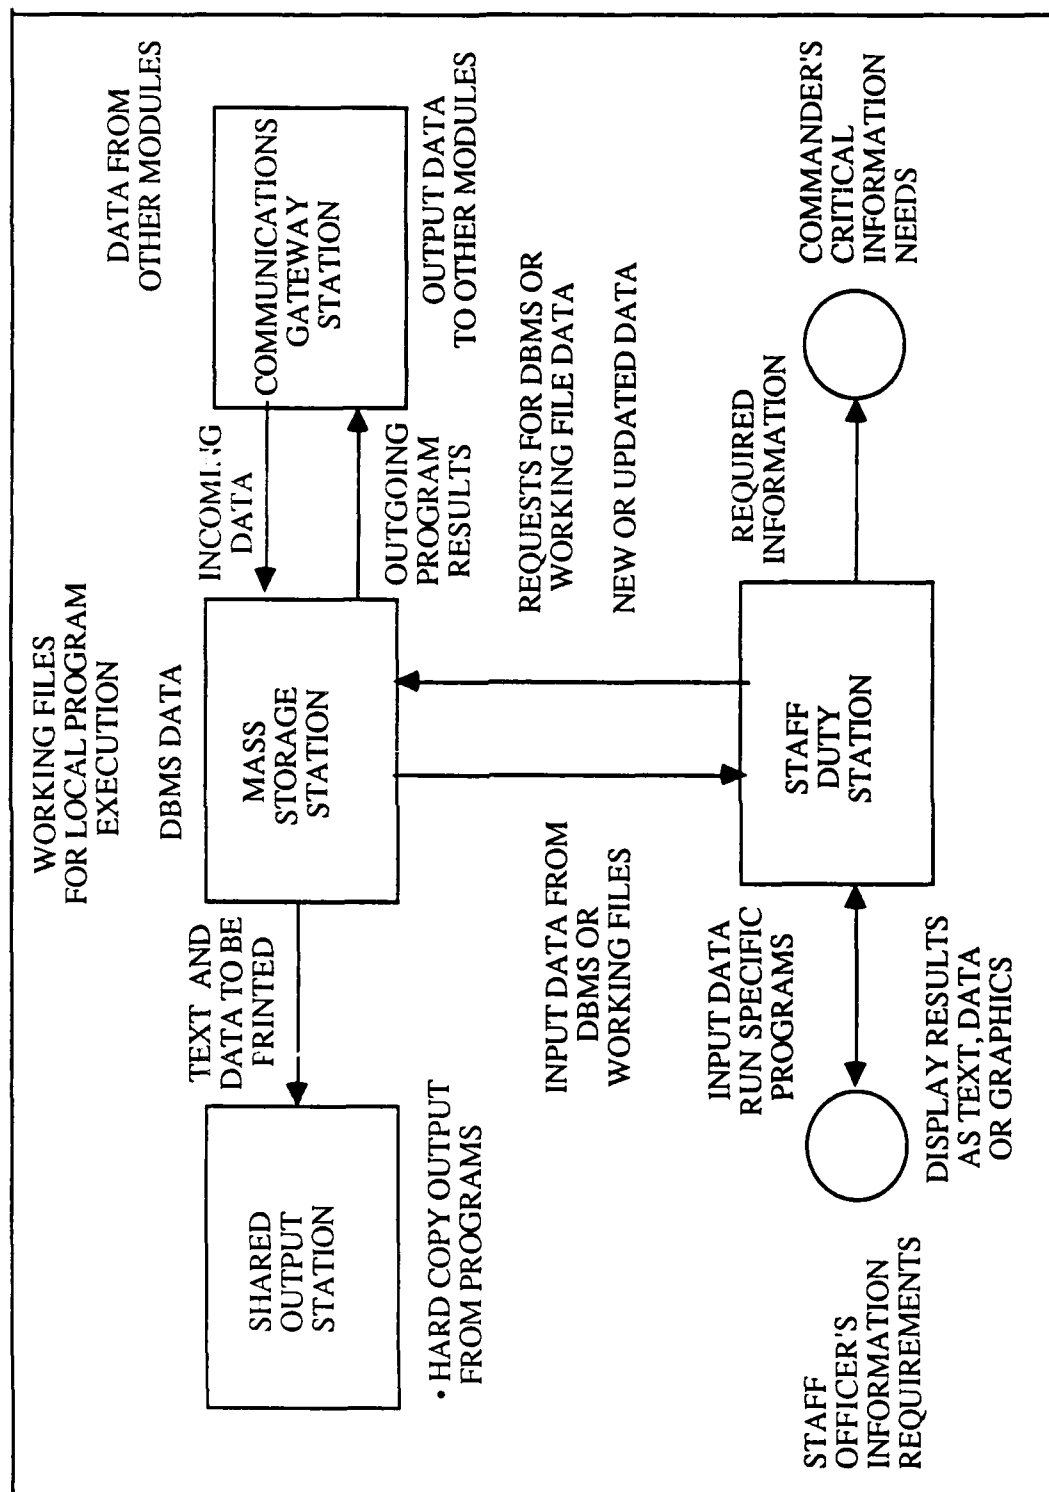 WORKING FILES
FOR LOCAL PROGRAM
EXECUTION
DBMS DATA
DATA FROM
OTHER MODULES
SHARED
OUTPUT
STATION
TEXT AND
DATA TO BE
FRINTED
MASS
STORAGE
STATION
INCOMING
DATA
COMMUNICATIONS
GATEWAY
STATION
• HARD COPY OUTPUT
FROM PROGRAMS
OUTGOING
PROGRAM
RESULTS
OUTPUT DATA
TO OTHER MODULES
INPUT DATA FROM
DBMS OR
WORKING FILES
REQUESTS FOR DBMS OR
WORKING FILE DATA
NEW OR UPDATED DATA
STAFF
OFFICER'S
INFORMATION
REQUIREMENTS
INPUT DATA
RUN SPECIFIC
PROGRAMS
DISPLAY RESULTS
AS TEXT, DATA
OR GRAPHICS
STAFF
DUTY
STATION
REQUIRED
INFORMATION
COMMANDER'S
CRITICAL
INFORMATION
NEEDS